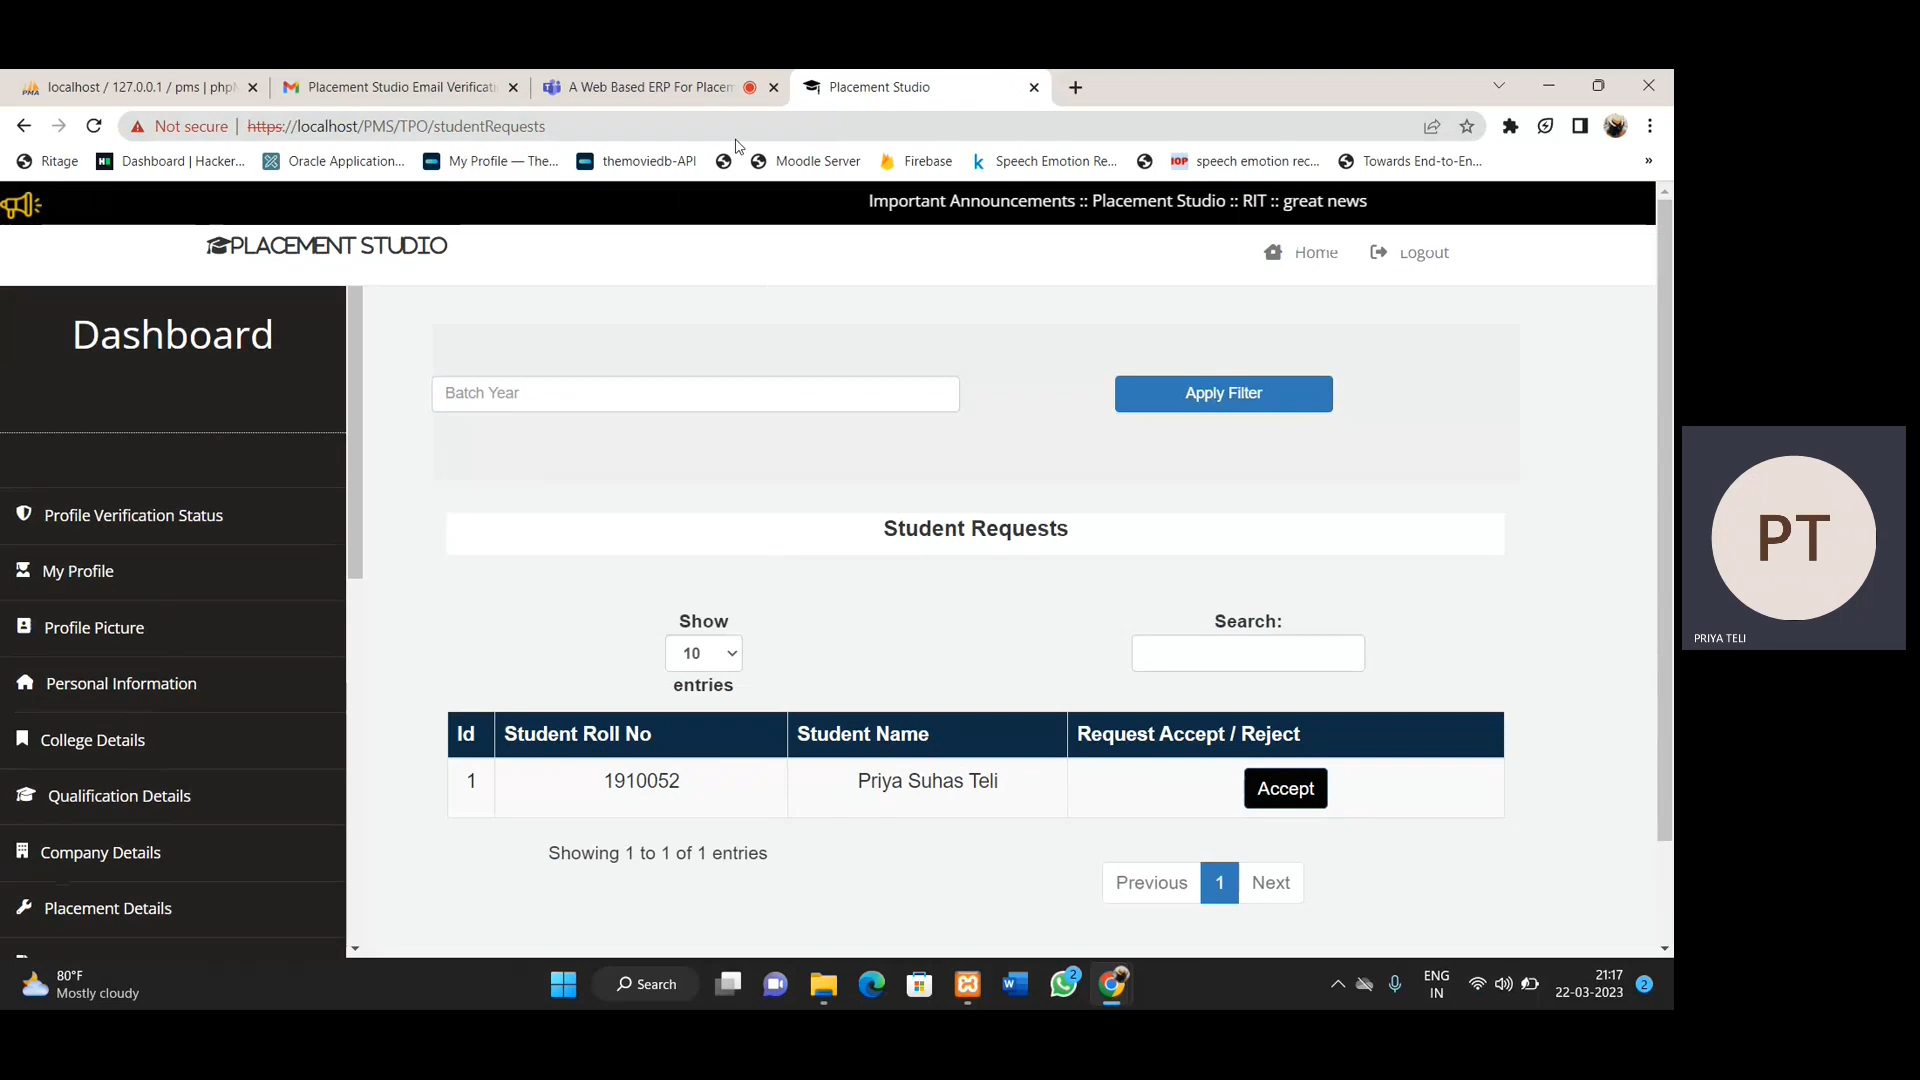 localhost / 127.0.0.1 / pms | php
Placement Studio Email Verificat
A Web Based ERP For Placem
Placement Studio
Not secure
https://localhost/PMS/TPO/studentRequests
Ritage
Dashboard | Hacker...
Oracle Application...
My Profile — The...
themoviedb-API
Moodle Server
Firebase
Speech Emotion Re...
speech emotion rec...
Towards End-to-En...
»
Important Announcements :: Placement Studio :: RIT :: great news
PLACEMENT STUDIO
Home
Logout
Dashboard
Batch Year
Apply Filter
Profile Verification Status
My Profile
Profile Picture
Personal Information
College Details
Qualification Details
Company Details
Placement Details
Student Requests
Show
10
entries
Search:
Id Student Roll No Student Name Request Accept / Reject
1 1910052 Priya Suhas Teli Accept
Showing 1 to 1 of 1 entries
Previous 1 Next
PT
PRIYA TELI
80°F
Mostly cloudy
Search
2
ENG
IN
21:17
22-03-2023
2